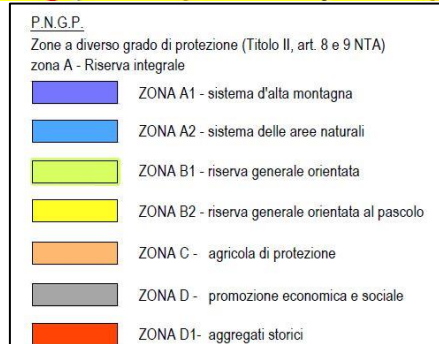 P.N.G.P.
Zone a diverso grado di protezione (Titolo II, art. 8 e 9 NTA)
zona A - Riserva integrale
ZONA A1 - sistema d'alta montagna
ZONA A2 - sistema delle aree naturali
ZONA B1 - riserva generale orientata
ZONA B2 - riserva generale orientata al pascolo
ZONA C - agricola di protezione
ZONA D - promozione economica e sociale
ZONA D1- aggregati storici